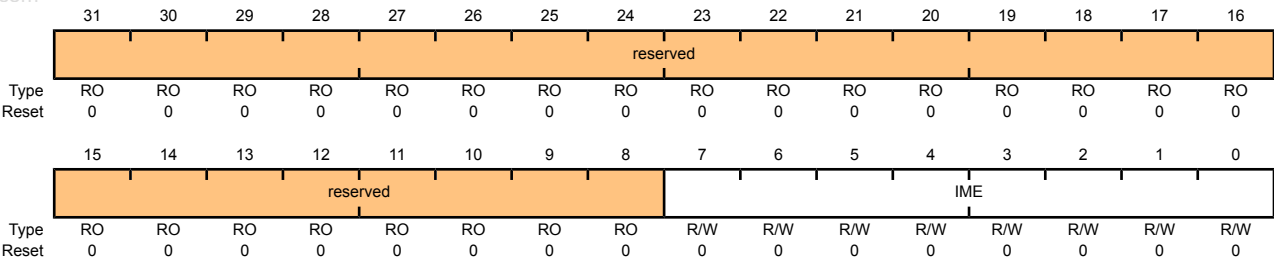 31 30 29 28 27 26 25 24 23 22 21 20 19 18 17 16
reserved
Type RO RO RO RO RO RO RO RO RO RO RO RO RO RO RO RO
Reset 0 0 0 0 0 0 0 0 0 0 0 0 0 0 0 0
15 14 13 12 11 10 9 8 7 6 5 4 3 2 1 0
reserved IME
Type RO RO RO RO RO RO RO RO R/W R/W R/W R/W R/W R/W R/W R/W
Reset 0 0 0 0 0 0 0 0 0 0 0 0 0 0 0 0